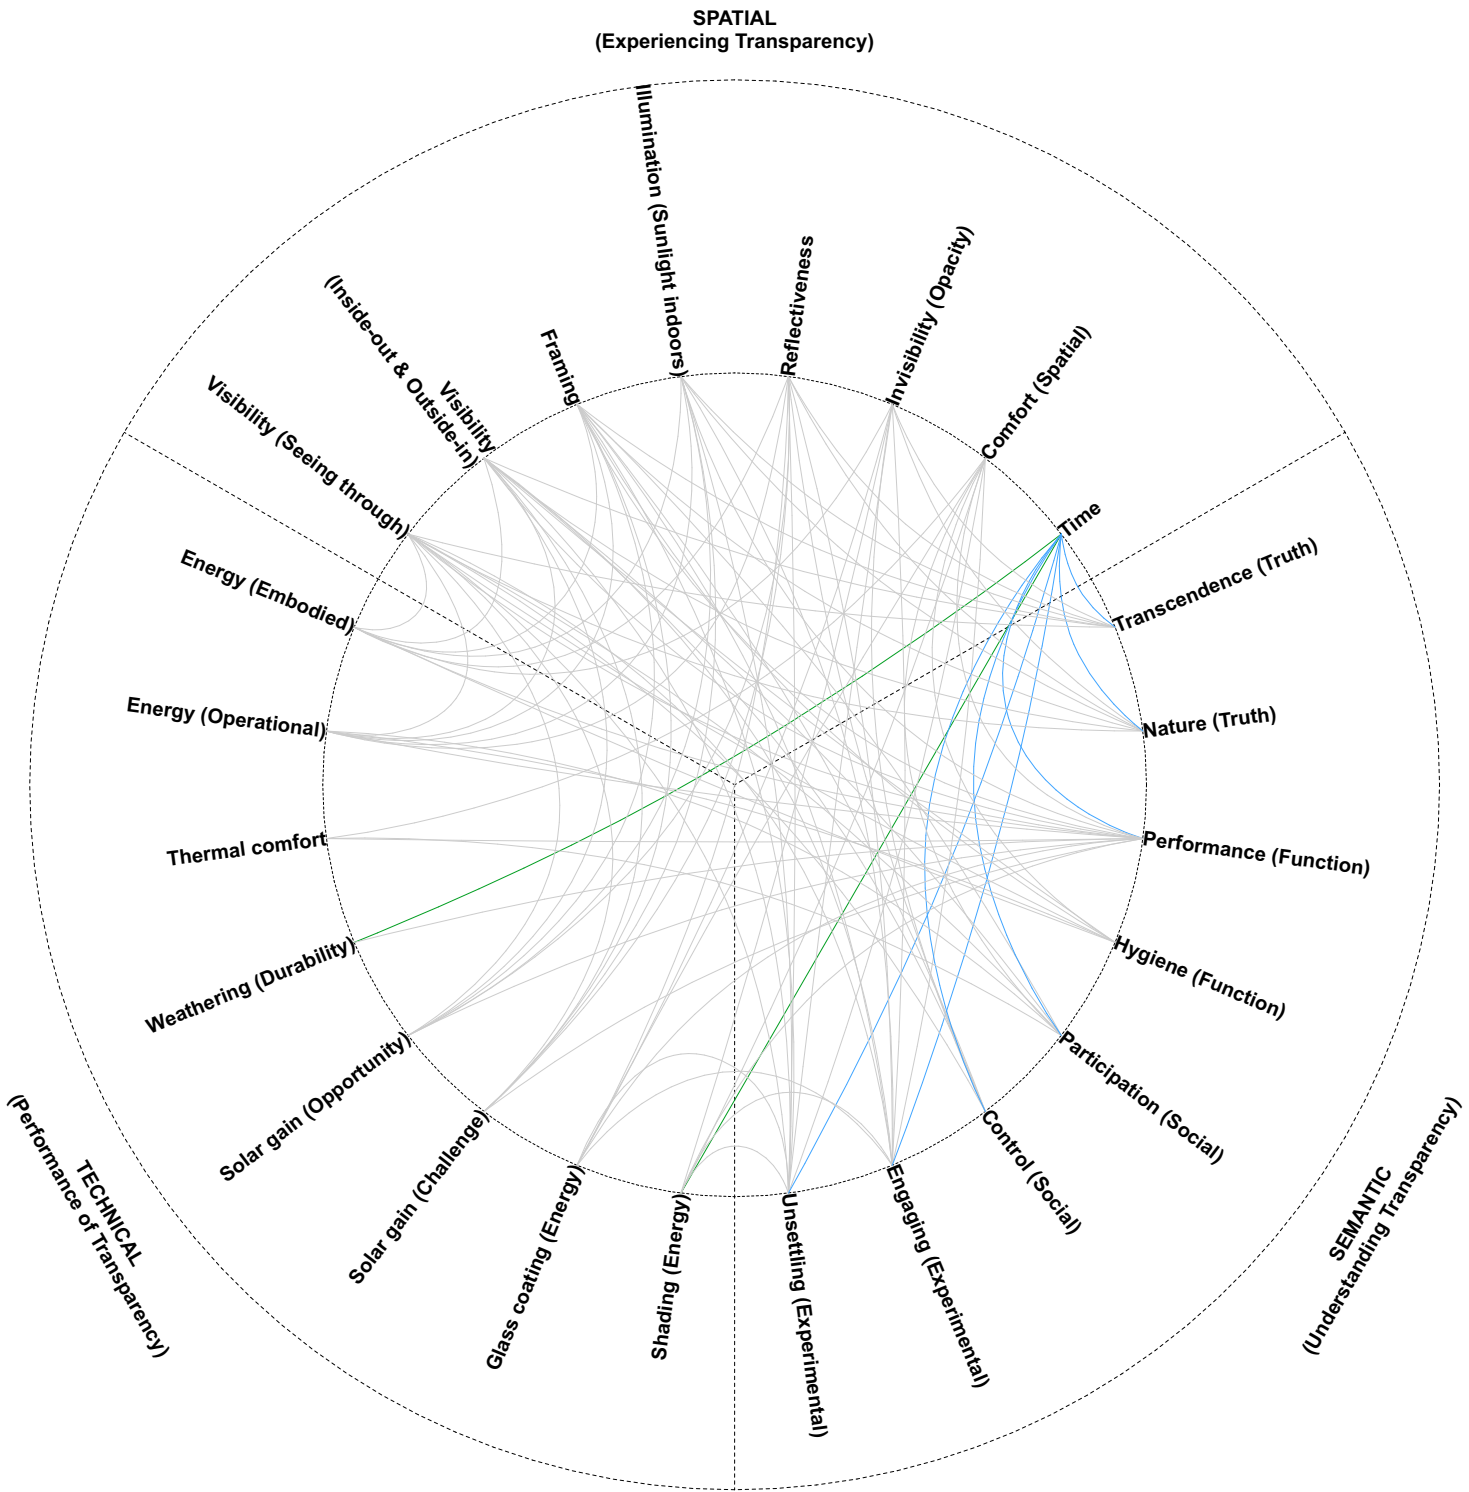 SPATIAL
(Experiencing Transparency)
Illumination (Sunlight indoors)
Reflectiveness
Invisibility (Opacity)
Comfort (Spatial)
Time
Transcendence (Truth)
Nature (Truth)
Performance (Function)
Hygiene (Function)
Participation (Social)
Control (Social)
Engaging (Experimental)
Unsettling (Experimental)
SEMANTIC
(Understanding Transparency)
Shading (Energy)
Glass coating (Energy)
Solar gain (Challenge)
Solar gain (Opportunity)
Weathering (Durability)
Thermal comfort
Energy (Operational)
Energy (Embodied)
TECHNICAL
(Performance of Transparency)
Visibility (Seeing through)
Visibility
(Inside-out & Outside-in)
Framing